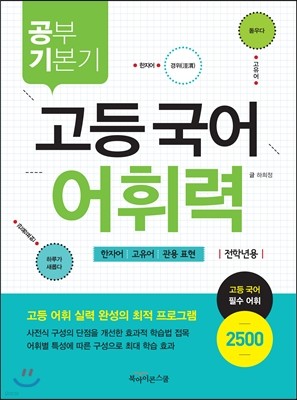 공부
기본기
한자어
경위(涇渭)
돋우다
고유어
고등 국어
어휘력
글 하희정
하루가
새롭다
한자어 | 고유어 | 관용 표현
전학년용
고등 국어
필수 어휘
2500
고등 어휘 실력 완성의 최적 프로그램
사전식 구성의 단점을 개선한 효과적 학습법 접목
어휘별 특성에 따른 구성으로 최대 학습 효과
북아이콘스쿨
yes24